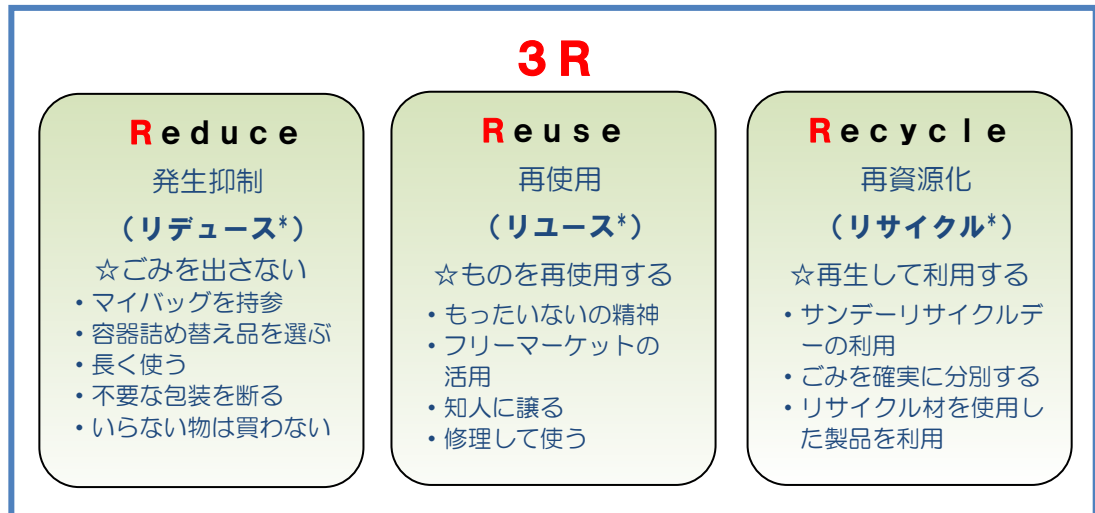 ３Ｒ
Ｒｅｄｕｃｅ
発生抑制
（リデュース*）
☆ごみを出さない
・マイバッグを持参
・容器詰め替え品を選ぶ
・長く使う
・不要な包装を断る
・いらない物は買わない
Ｒｅｕｓｅ
再使用
（リユース*）
☆ものを再使用する
・もったいないの精神
・フリーマーケットの
活用
・知人に譲る
・修理して使う
Ｒｅｃｙｃｌｅ
再資源化
（リサイクル*）
☆再生して利用する
・サンデーリサイクルデ
ーの利用
・ごみを確実に分別する
・リサイクル材を使用し
た製品を利用